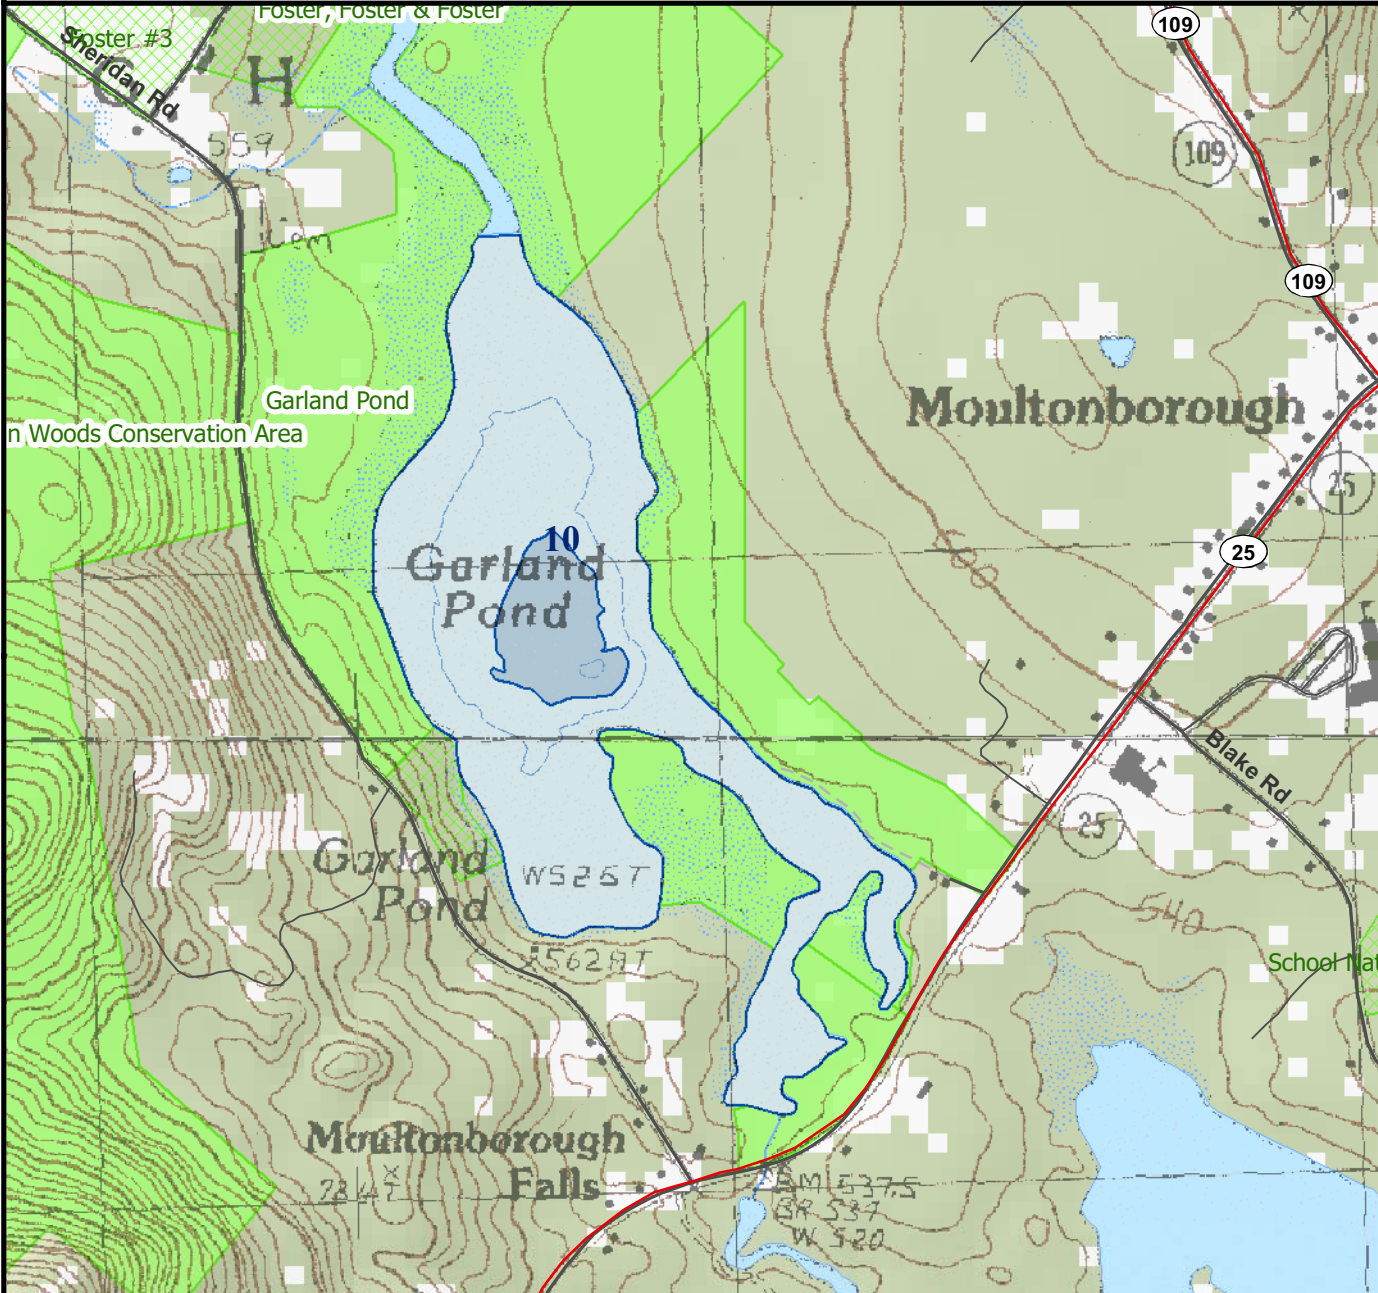 Foster, Foster & Foster
109
Foster #3
Sheridan Rd
H
559
109
109
Garland Pond
Moultonborough
n Woods Conservation Area
25
10
25
Garland
Pond
600
Blake Rd
25
Garland
Pond
WS26T
540
School Nat
Moultonborough
Falls
BM 537.5
BR 537
W 520